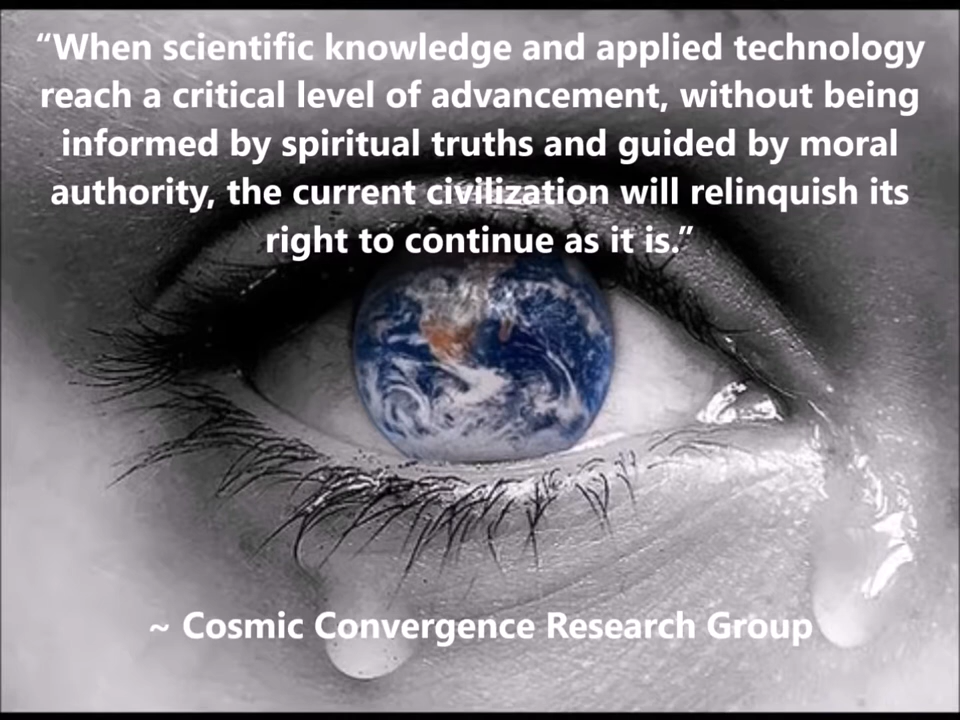 “When scientific knowledge and applied technology
reach a critical level of advancement, without being
informed by spiritual truths and guided by moral
authority, the current civilization will relinquish its
right to continue as it is.”
~ Cosmic Convergence Research Group